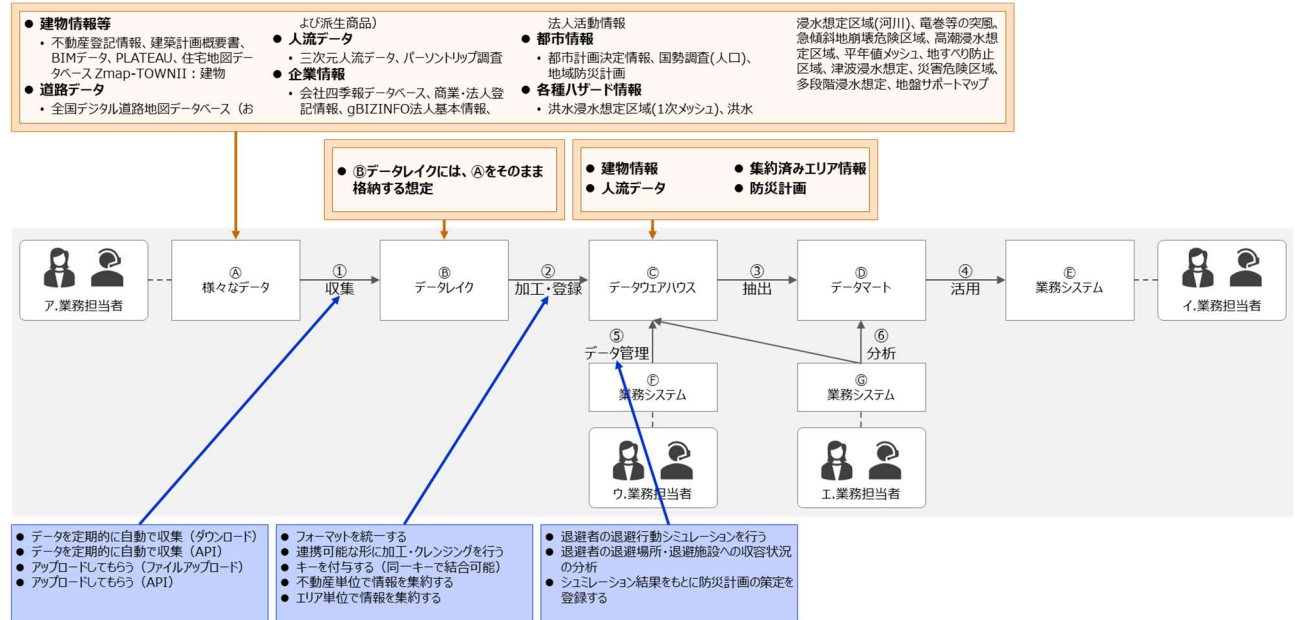 ● 建物情報等
・ 不動産登記情報、建築計画概要書、
BIMデータ、PLATEAU、住宅地図デー
タベース Zmap-TOWNII：建物
● 道路データ
・ 全国デジタル道路地図データベース（お
よび派生商品）
● 人流データ
・ 三次元人流データ、パーソントリップ調査
● 企業情報
・ 会社四季報データベース、商業・法人登
記情報、gBIZINFO法人基本情報、
法人活動情報
● 都市情報
・ 都市計画決定情報、国勢調査(人口)、
地域防災計画
● 各種ハザード情報
・ 洪水浸水想定区域(1次メッシュ)、洪水
浸水想定区域(河川)、竜巻等の突風、
急傾斜地崩壊危険区域、高潮浸水想
定区域、平年値メッシュ、地すべり防止
区域、津波浸水想定、災害危険区域、
多段階浸水想定、地盤サポートマップ
● Ⓑデータレイクには、Ⓐをそのまま
格納する想定
● 建物情報
● 人流データ
● 集約済みエリア情報
● 防災計画
ア.業務担当者
Ⓐ
様々なデータ
①
収集
Ⓑ
データレイク
②
加工・登録
Ⓒ
データウェアハウス
③
抽出
Ⓓ
データマート
④
活用
Ⓔ
業務システム
イ.業務担当者
⑤
データ管理
⑥
分析
Ⓕ
業務システム
Ⓖ
業務システム
ウ.業務担当者
エ.業務担当者
● データを定期的に自動で収集（ダウンロード）
● データを定期的に自動で収集（API）
● アップロードしてもらう（ファイルアップロード）
● アップロードしてもらう（API）
● フォーマットを統一する
● 連携可能な形に加工・クレンジングを行う
● キーを付与する（同一キーで結合可能）
● 不動産単位で情報を集約する
● エリア単位で情報を集約する
● 退避者の退避行動シミュレーションを行う
● 退避者の退避場所・退避施設への収容状況
の分析
● シュミレーション結果をもとに防災計画の策定を
登録する